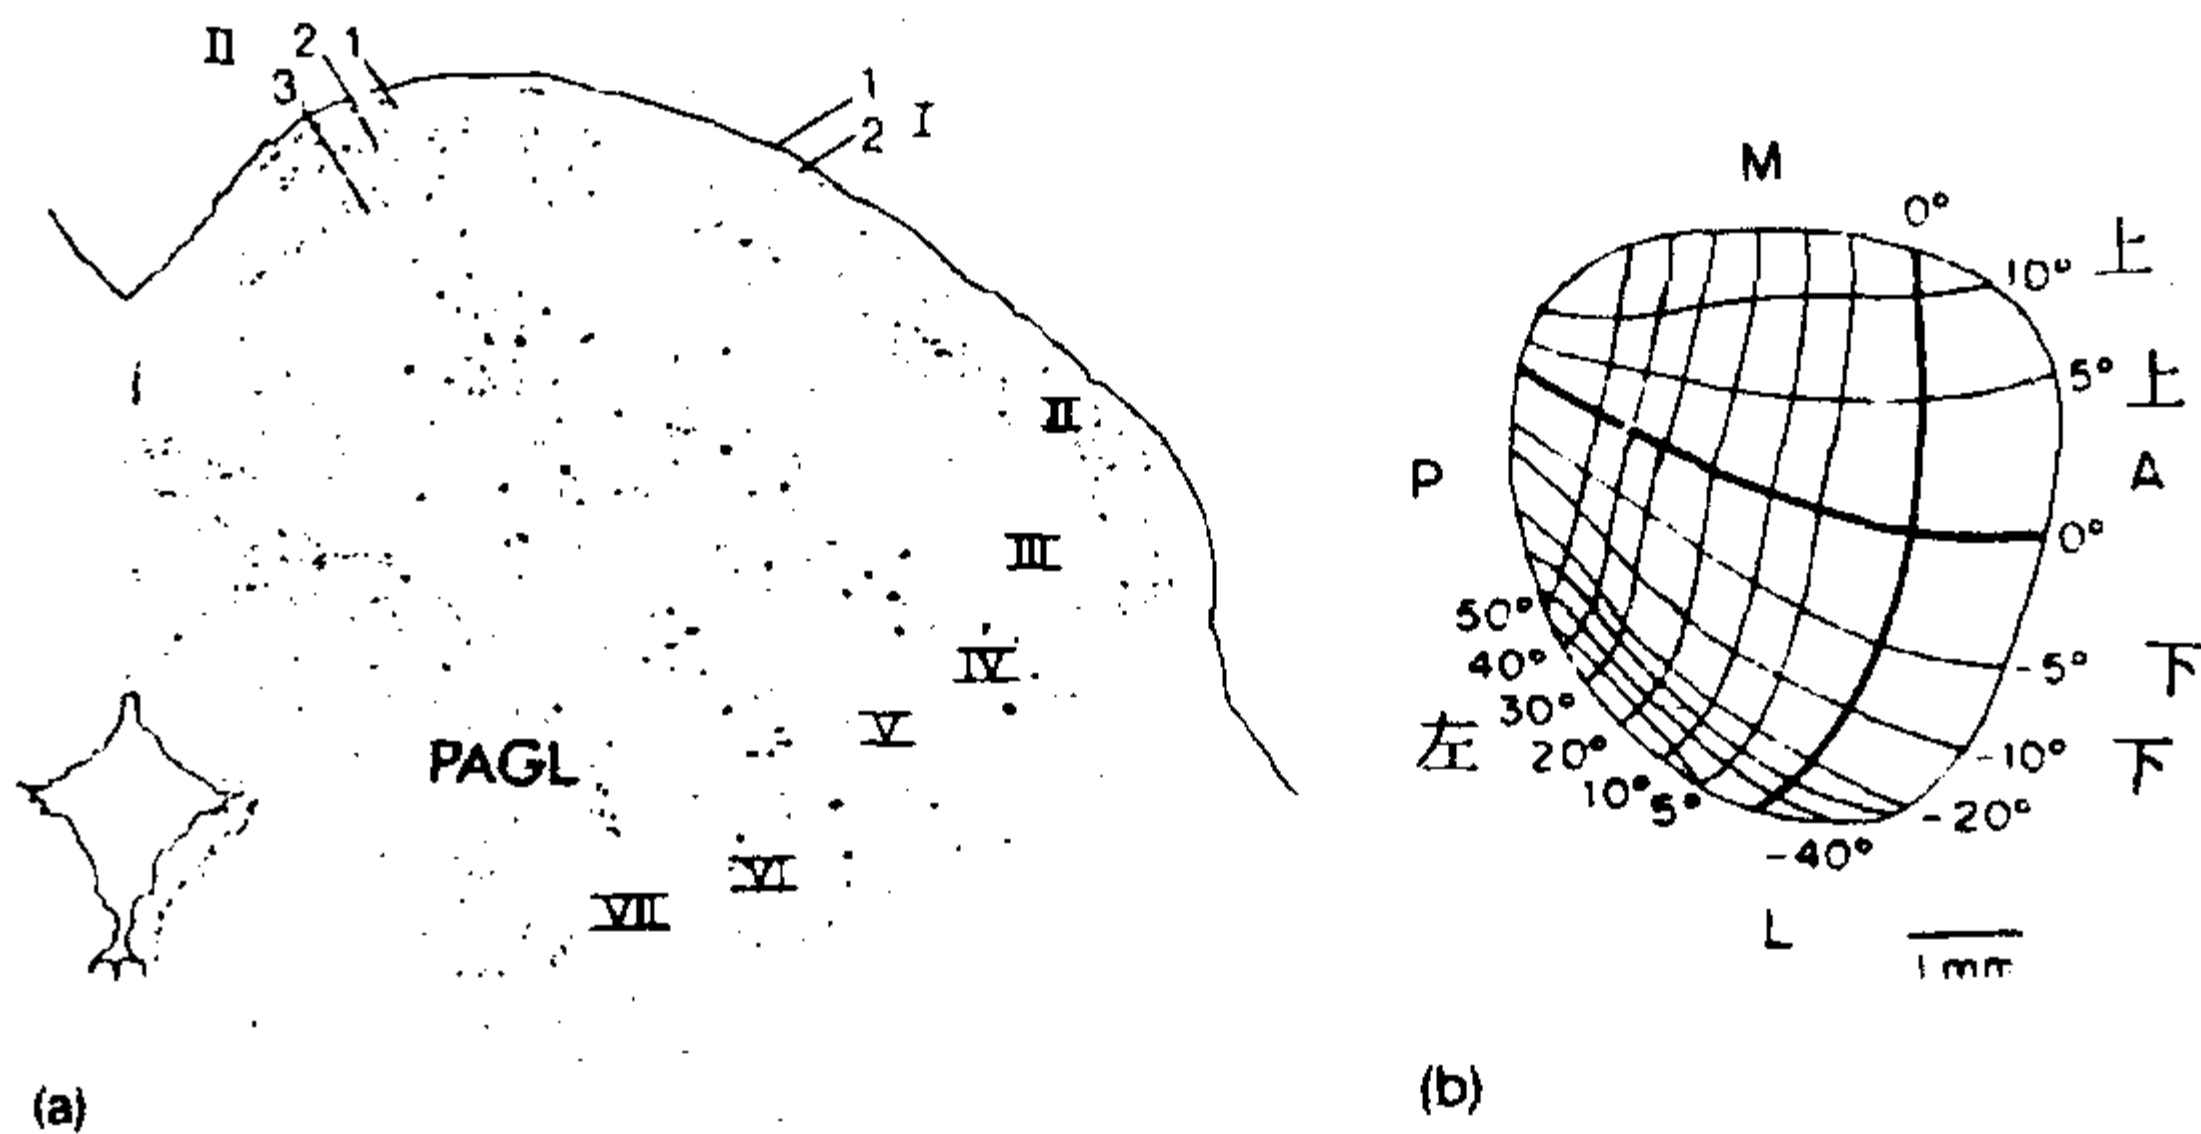 II 2 1
3
1
2 I
II
III
IV
V
VI
VII
PAGL
(a)
M
0°
10° 上
5° 上
P
A
0°
-5° 下
-10° 下
-20°
-40°
50°
40°
30°
左 20°
10° 5°
L
1 mm
(b)